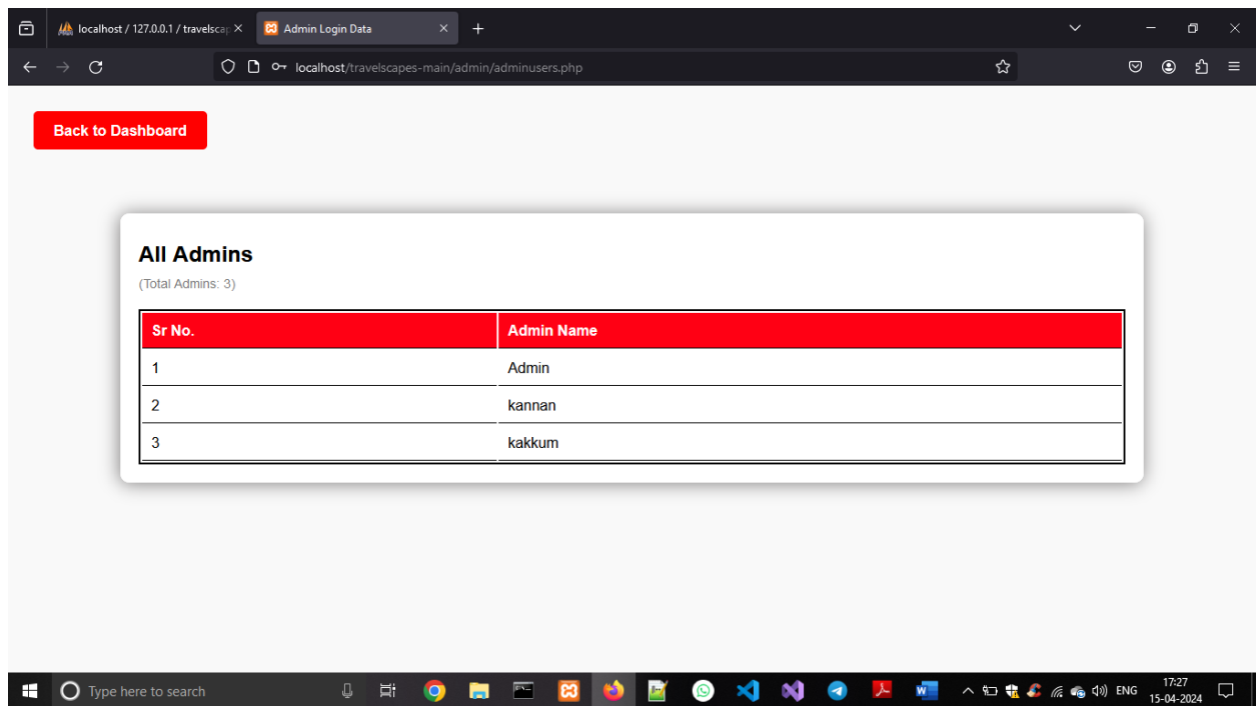 localhost / 127.0.0.1 / travelscap
Admin Login Data
localhost/travelscapes-main/admin/adminusers.php
Back to Dashboard
All Admins
(Total Admins: 3)
Sr No. Admin Name
1 Admin
2 kannan
3 kakkum
Type here to search
ENG
17:27
15-04-2024